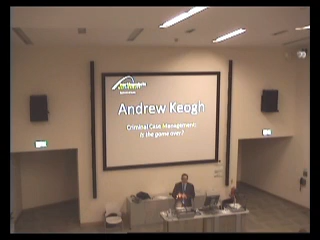 Andrew Keogh
Criminal Case Management:
Is the game over?